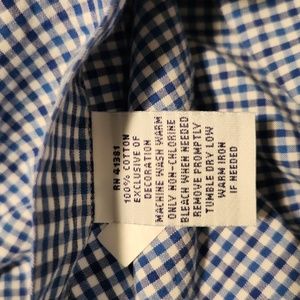 RN 41381
100% COTTON
EXCLUSIVE OF
DECORATION
MACHINE WASH WARM
ONLY NON-CHLORINE
BLEACH WHEN NEEDED
REMOVE PROMPTLY
TUMBLE DRY LOW
WARM IRON
IF NEEDED